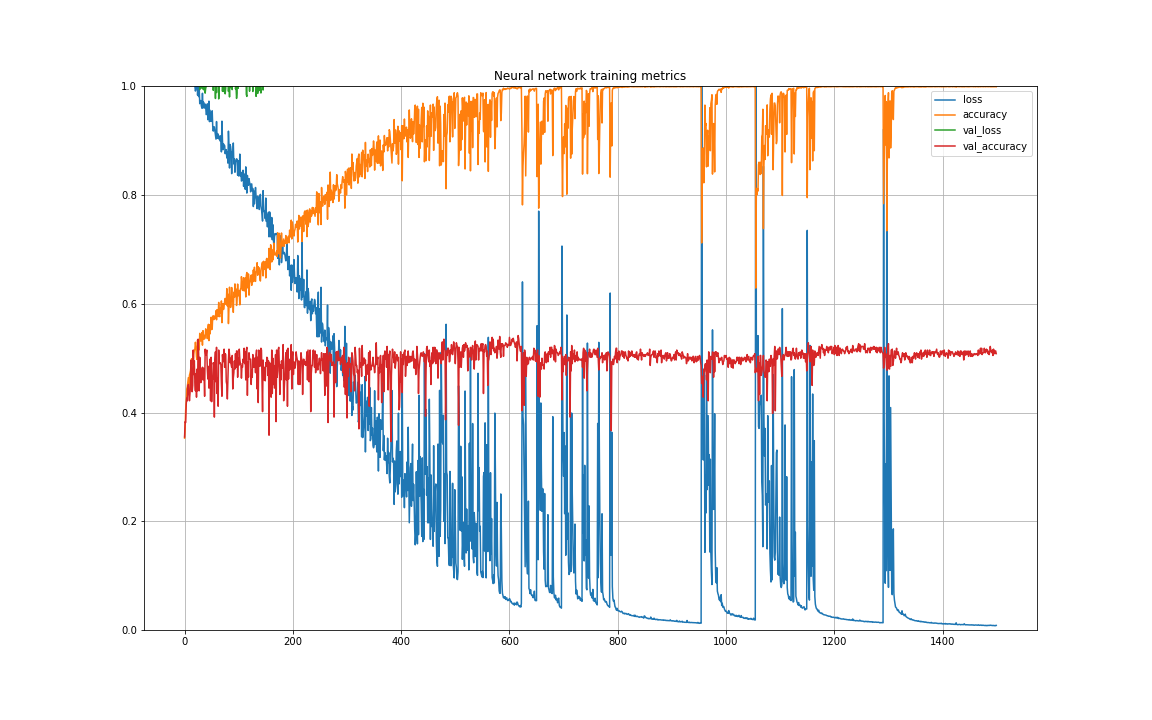 Neural network training metrics
loss
accuracy
val_loss
val_accuracy
1.0
0.8
0.6
0.4
0.2
0.0
0 200 400 600 800 1000 1200 1400